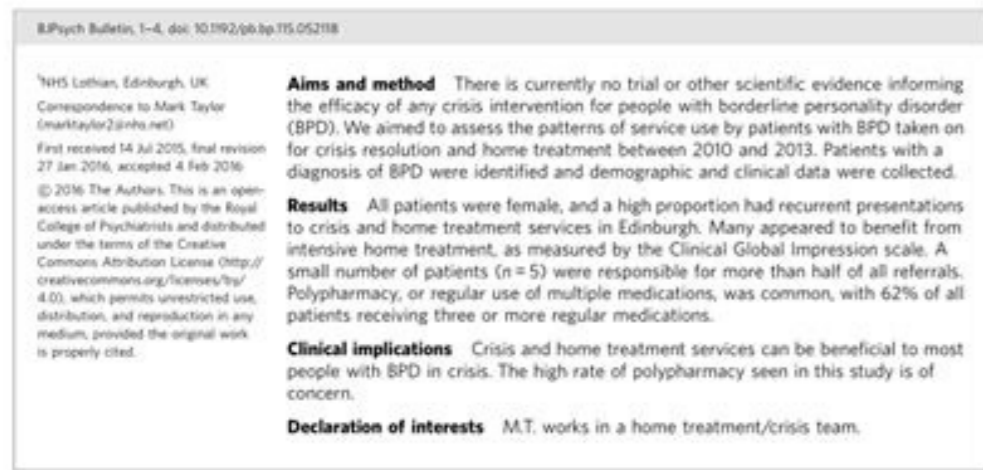 BJPsych Bulletin, 1–4, doi: 10.1192/pb.bp.115.052118
¹NHS Lothian, Edinburgh, UK
Correspondence to Mark Taylor
(marktaylor2@nhs.net)
First received 14 Jul 2015, final revision
27 Jan 2016, accepted 4 Feb 2016
© 2016 The Authors. This is an open-
access article published by the Royal
College of Psychiatrists and distributed
under the terms of the Creative
Commons Attribution License (http://
creativecommons.org/licenses/by/
4.0), which permits unrestricted use,
distribution, and reproduction in any
medium, provided the original work
is properly cited.
Aims and method There is currently no trial or other scientific evidence informing
the efficacy of any crisis intervention for people with borderline personality disorder
(BPD). We aimed to assess the patterns of service use by patients with BPD taken on
for crisis resolution and home treatment between 2010 and 2013. Patients with a
diagnosis of BPD were identified and demographic and clinical data were collected.
Results All patients were female, and a high proportion had recurrent presentations
to crisis and home treatment services in Edinburgh. Many appeared to benefit from
intensive home treatment, as measured by the Clinical Global Impression scale. A
small number of patients (n = 5) were responsible for more than half of all referrals.
Polypharmacy, or regular use of multiple medications, was common, with 62% of all
patients receiving three or more regular medications.
Clinical implications Crisis and home treatment services can be beneficial to most
people with BPD in crisis. The high rate of polypharmacy seen in this study is of
concern.
Declaration of interests M.T. works in a home treatment/crisis team.